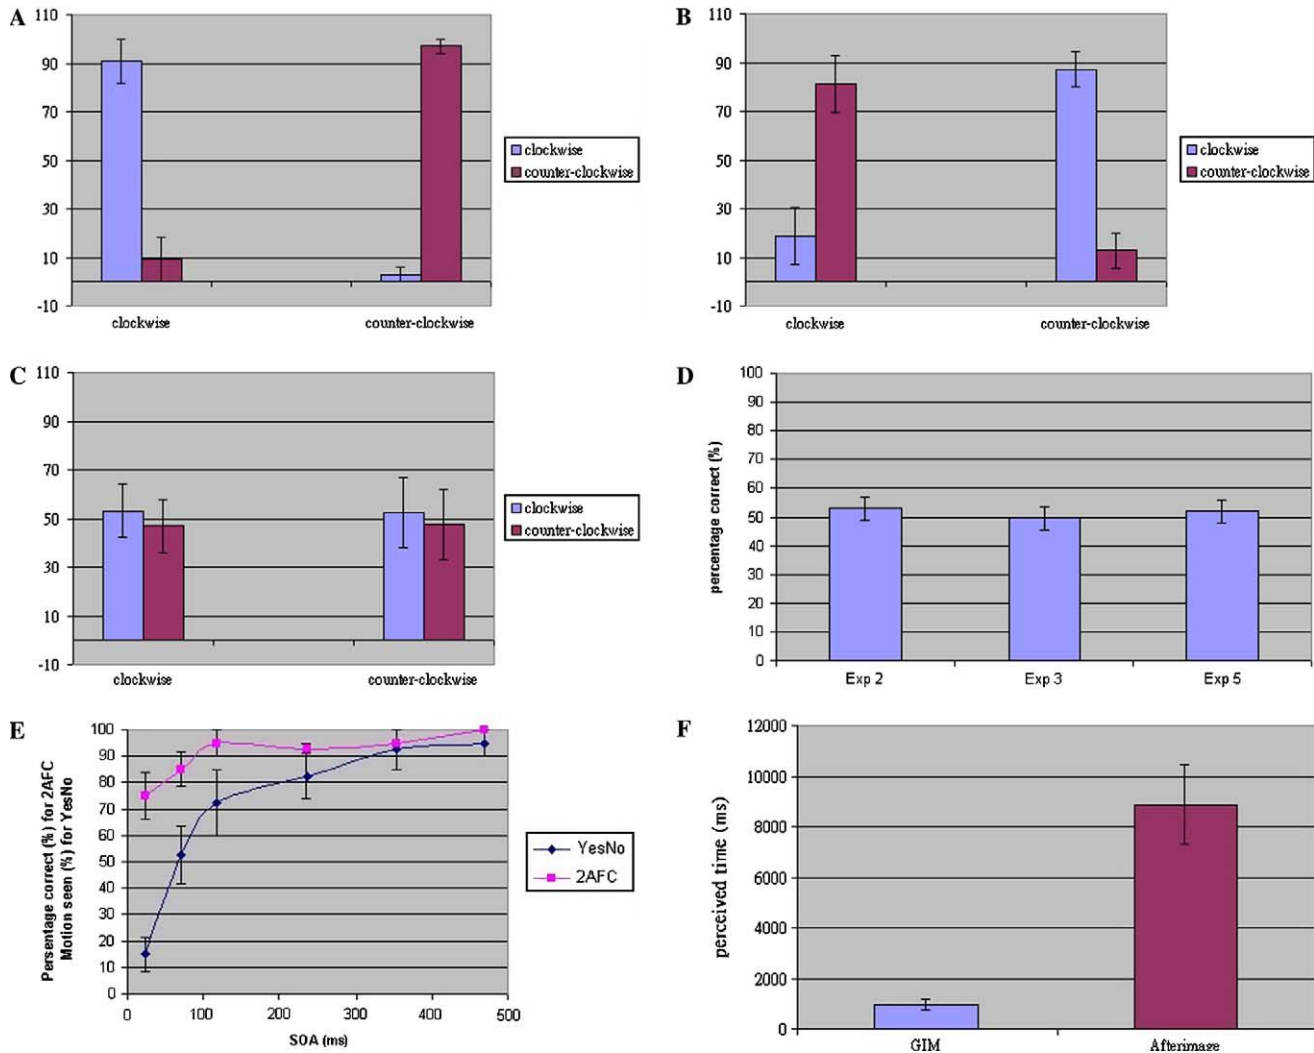 A
110
90
70
50
30
10
-10
clockwise
counter-clockwise
clockwise
counter-clockwise
B
110
90
70
50
30
10
-10
clockwise
counter-clockwise
clockwise
counter-clockwise
C
110
90
70
50
30
10
-10
clockwise
counter-clockwise
clockwise
counter-clockwise
D
percentage correct (%)
100
90
80
70
60
50
40
30
20
10
0
Exp 2
Exp 3
Exp 5
E
Persentage correct (%) for 2AFC
Motion seen (%) for YesNo
100
90
80
70
60
50
40
30
20
10
0
0
100
200
300
400
500
SOA (ms)
YesNo
2AFC
F
perceived time (ms)
12000
10000
8000
6000
4000
2000
0
GIM
Afterimage